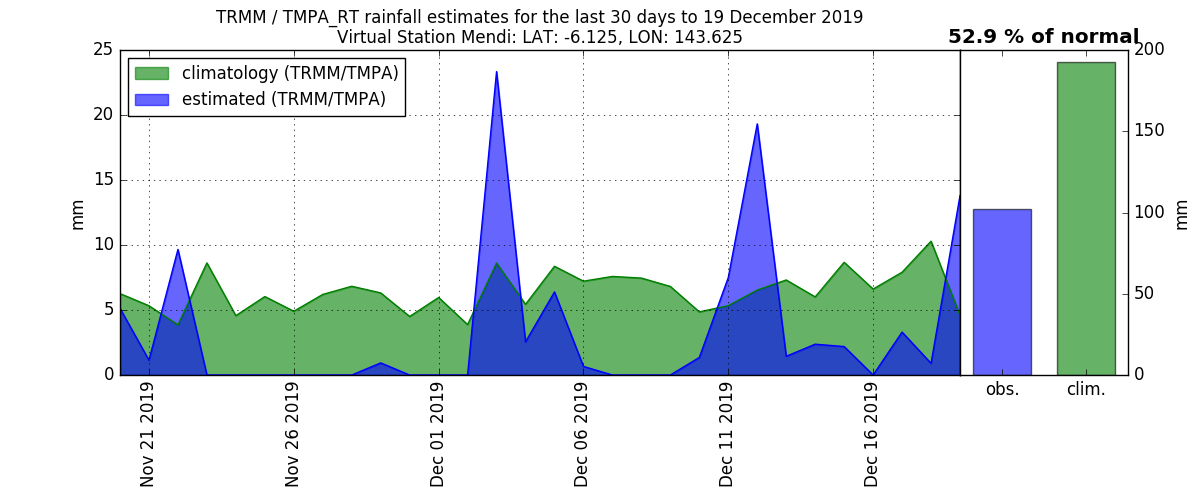 TRMM / TMPA_RT rainfall estimates for the last 30 days to 19 December 2019
Virtual Station Mendi: LAT: -6.125, LON: 143.625
52.9 % of normal
climatology (TRMM/TMPA)
estimated (TRMM/TMPA)
25
20
15
10
5
0
mm
200
150
100
50
0
mm
Nov 21 2019
Nov 26 2019
Dec 01 2019
Dec 06 2019
Dec 11 2019
Dec 16 2019
obs.
clim.